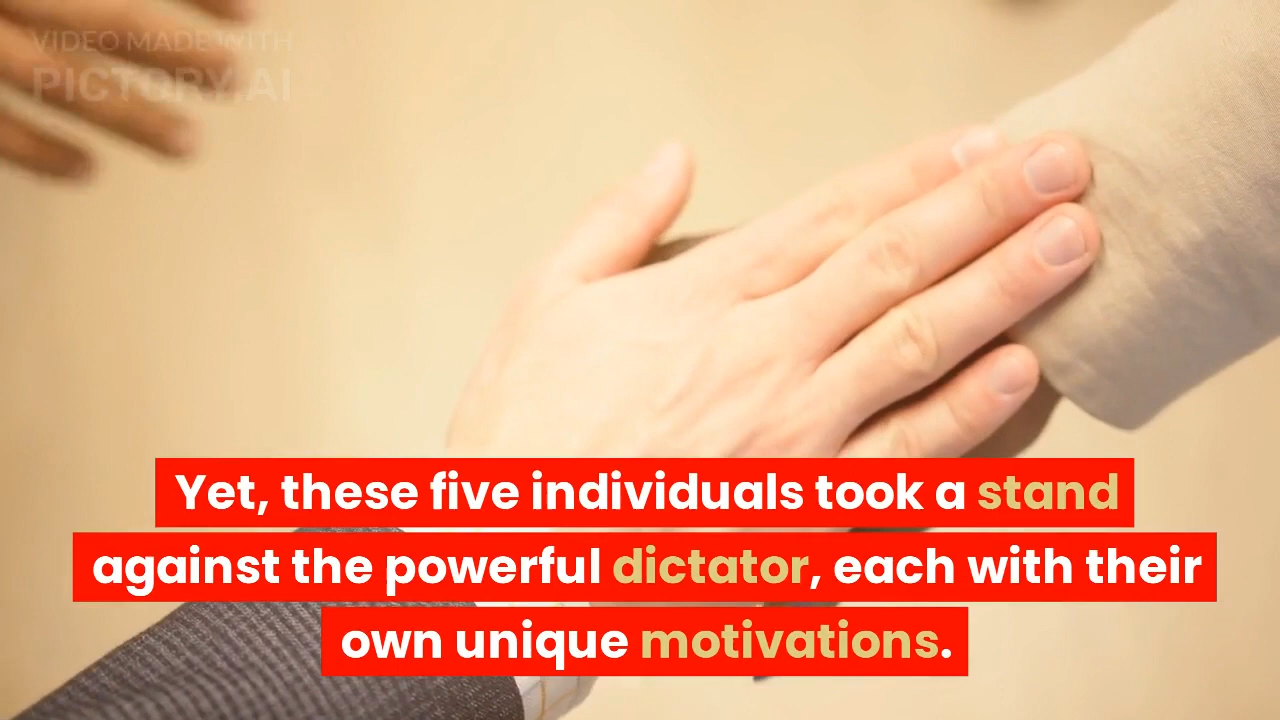 VIDEO MADE WITH
PICTORY.AI
Yet, these five individuals took a stand
against the powerful dictator, each with their
own unique motivations.